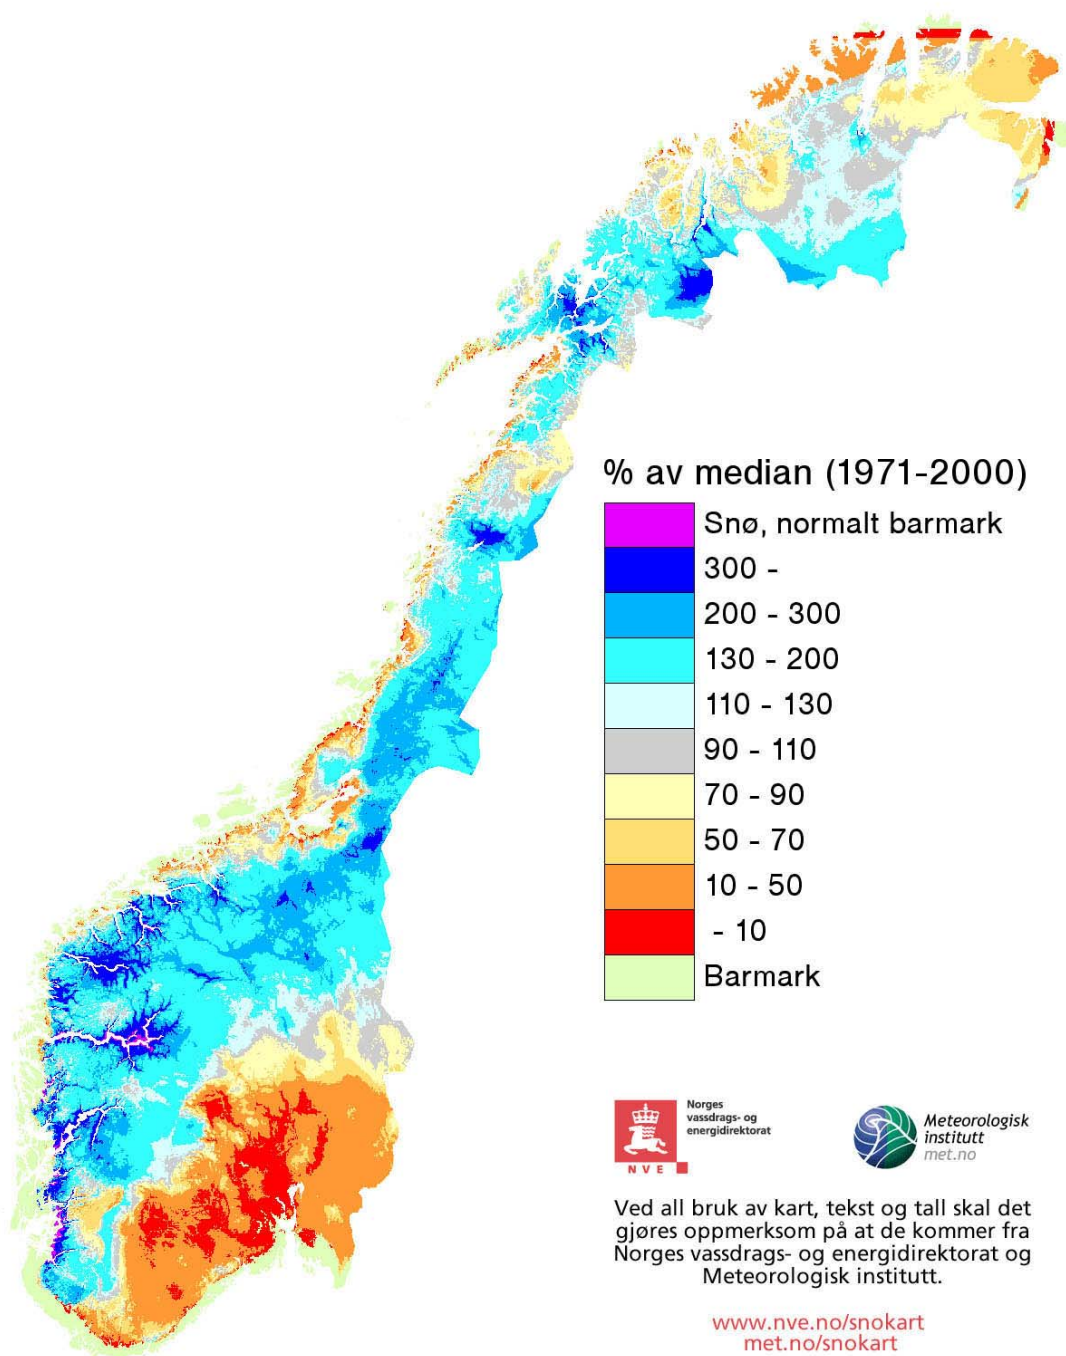 % av median (1971-2000)
Snø, normalt barmark
300 -
200 - 300
130 - 200
110 - 130
90 - 110
70 - 90
50 - 70
10 - 50
- 10
Barmark
Norges
vassdrags- og
energidirektorat
NVE
Meteorologisk
institutt
met.no
Ved all bruk av kart, tekst og tall skal det
gjøres oppmerksom på at de kommer fra
Norges vassdrags- og energidirektorat og
Meteorologisk institutt.
www.nve.no/snokart
met.no/snokart